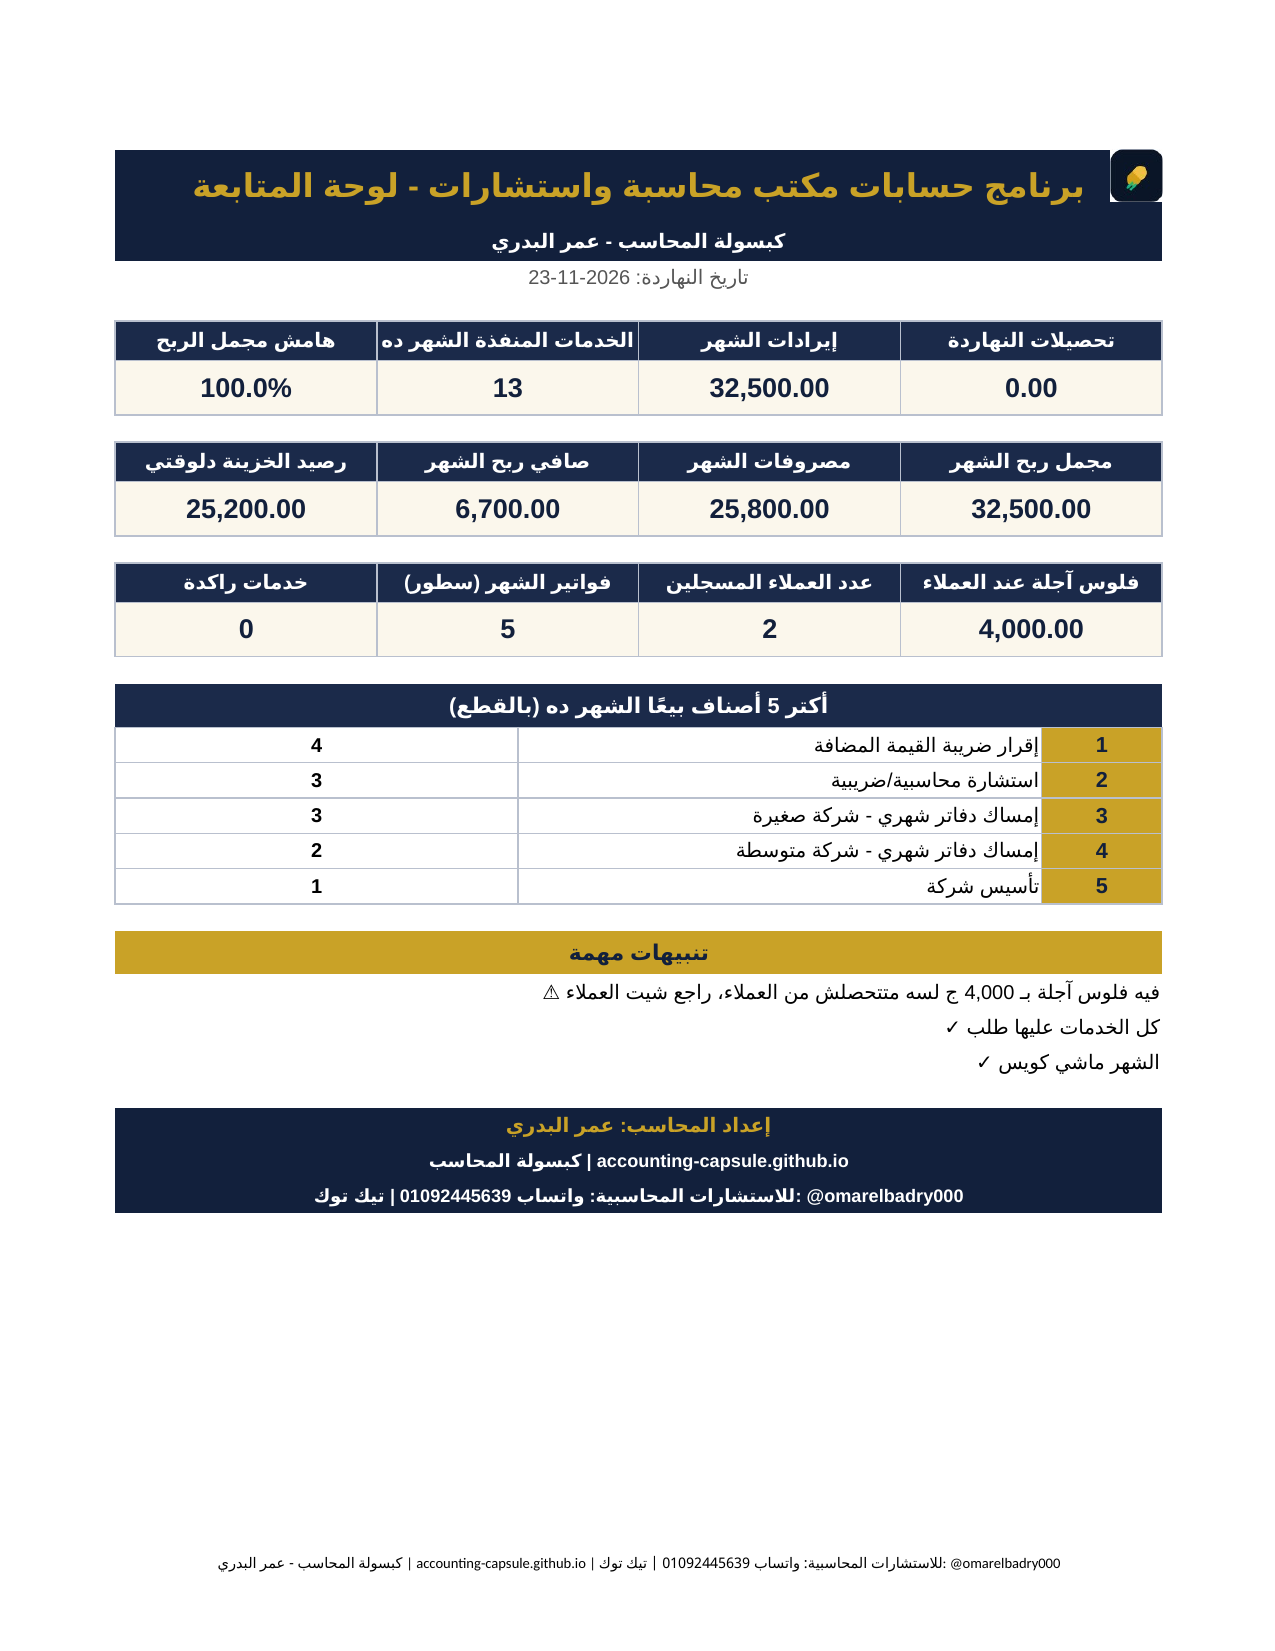 برنامج حسابات مكتب محاسبة واستشارات - لوحة المتابعة
كبسولة المحاسب - عمر البدري
تاريخ النهاردة: 2026-11-23
تحصيلات النهاردة إيرادات الشهر الخدمات المنفذة الشهر ده هامش مجمل الربح
0.00 32,500.00 13 100.0%
مجمل ربح الشهر مصروفات الشهر صافي ربح الشهر رصيد الخزينة دلوقتي
32,500.00 25,800.00 6,700.00 25,200.00
فلوس آجلة عند العملاء عدد العملاء المسجلين فواتير الشهر (سطور) خدمات راكدة
4,000.00 2 5 0
أكتر 5 أصناف بيعًا الشهر ده (بالقطع)
1 إقرار ضريبة القيمة المضافة 4
2 استشارة محاسبية/ضريبية 3
3 إمساك دفاتر شهري - شركة صغيرة 3
4 إمساك دفاتر شهري - شركة متوسطة 2
5 تأسيس شركة 1
تنبيهات مهمة
فيه فلوس آجلة بـ 4,000 ج لسه متتحصلش من العملاء، راجع شيت العملاء ⚠
كل الخدمات عليها طلب ✓
الشهر ماشي كويس ✓
إعداد المحاسب: عمر البدري
كبسولة المحاسب | accounting-capsule.github.io
للاستشارات المحاسبية: واتساب 01092445639 | تيك توك: @omarelbadry000
كبسولة المحاسب - عمر البدري | accounting-capsule.github.io | للاستشارات المحاسبية: واتساب 01092445639 | تيك توك: @omarelbadry000